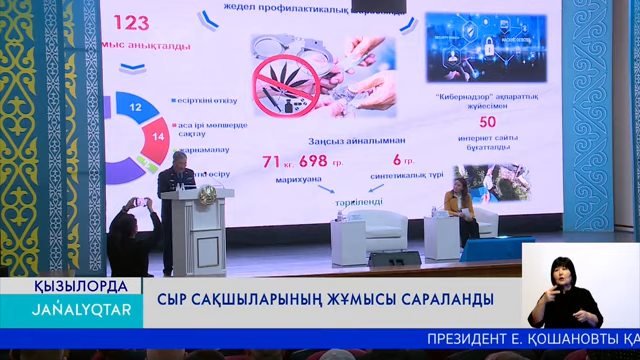 жедел профилактикалық
123
анықталды
12
14
есірткіні өткізу
аса ірі мөлшерде
сақтау
жарнамалау
өсіру
"Кибернадзор" ақпараттық
жүйесімен
50
интернет сайты
бұғатталды
Заңсыз айналымнан
71 кг. 698 гр.
марихуана
6 гр.
синтетикалық түрі
тәркіленді
ҚЫЗЫЛОРДА
JAŃALYQTAR
СЫР САҚШЫЛАРЫНЫҢ ЖҰМЫСЫ САРАЛАНДЫ
ПРЕЗИДЕНТ Е. ҚОШАНОВТЫ ҚА